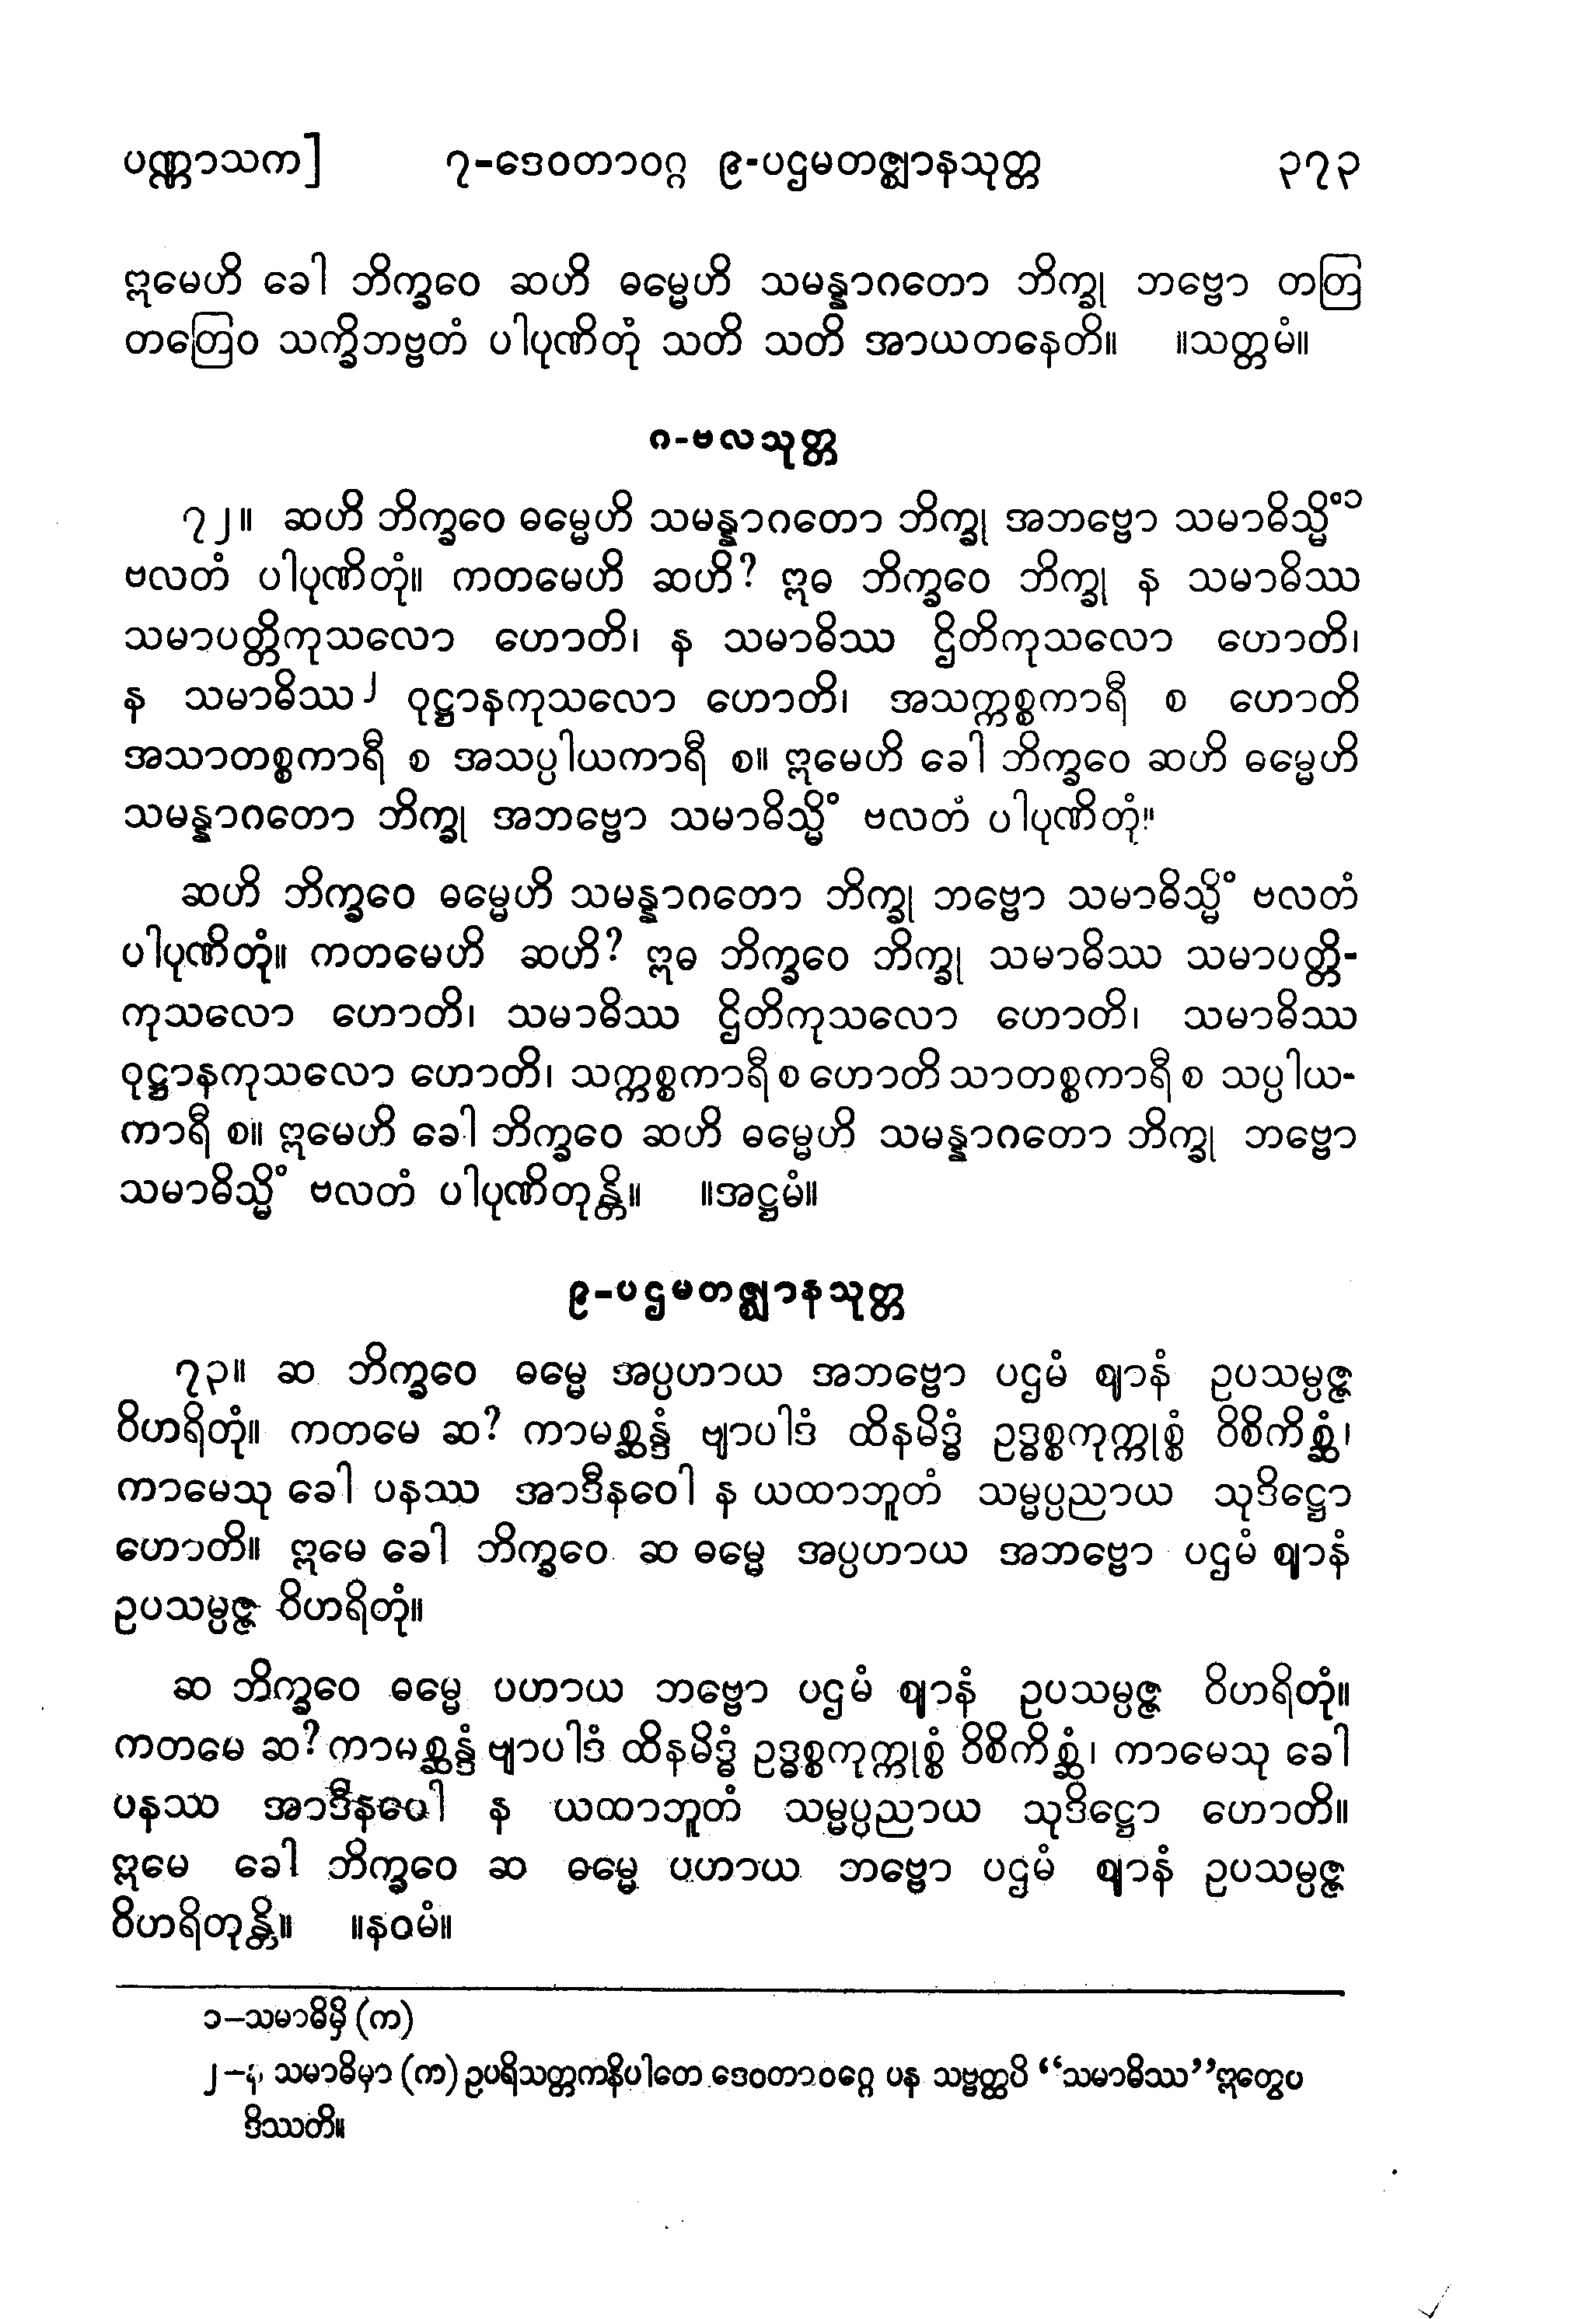 ပဏ္ဏာသက] ၇-ဒေဝတာဝဂ္ဂ ၉-ပဌမတဇ္ဈာနသုတ္တ ၃၇၃
ဣမေဟိ ခေါ ဘိက္ခဝေ ဆဟိ ဓမ္မေဟိ သမန္နာဂတော ဘိက္ခု ဘဗ္ဗော တတြ
တတြေဝ သက္ခိဘဗ္ဗတံ ပါပုဏိတုံ သတိ သတိ အာယတနေတိ။ ။သတ္တမံ။
၈-ဗလသုတ္တ
၇၂။ ဆဟိ ဘိက္ခဝေ ဓမ္မေဟိ သမန္နာဂတော ဘိက္ခု အဘဗ္ဗော သမာဓိသ္မိံ၁
ဗလတံ ပါပုဏိတုံ။ ကတမေဟိ ဆဟိ? ဣဓ ဘိက္ခဝေ ဘိက္ခု န သမာဓိဿ
သမာပတ္တိကုသလော ဟောတိ၊ န သမာဓိဿ ဌိတိကုသလော ဟောတိ၊
န သမာဓိဿ၂ ဝုဋ္ဌာနကုသလော ဟောတိ၊ အသက္ကစ္စကာရီ စ ဟောတိ
အသာတစ္စကာရီ စ အသပ္ပါယကာရီ စ။ ဣမေဟိ ခေါ ဘိက္ခဝေ ဆဟိ ဓမ္မေဟိ
သမန္နာဂတော ဘိက္ခု အဘဗ္ဗော သမာဓိသ္မိံ ဗလတံ ပါပုဏိတုံ။
ဆဟိ ဘိက္ခဝေ ဓမ္မေဟိ သမန္နာဂတော ဘိက္ခု ဘဗ္ဗော သမာဓိသ္မိံ ဗလတံ
ပါပုဏိတုံ။ ကတမေဟိ ဆဟိ? ဣဓ ဘိက္ခဝေ ဘိက္ခု သမာဓိဿ သမာပတ္တိ-
ကုသလော ဟောတိ၊ သမာဓိဿ ဌိတိကုသလော ဟောတိ၊ သမာဓိဿ
ဝုဋ္ဌာနကုသလော ဟောတိ၊ သက္ကစ္စကာရီ စ ဟောတိ သာတစ္စကာရီ စ သပ္ပါယ-
ကာရီ စ။ ဣမေဟိ ခေါ ဘိက္ခဝေ ဆဟိ ဓမ္မေဟိ သမန္နာဂတော ဘိက္ခု ဘဗ္ဗော
သမာဓိသ္မိံ ဗလတံ ပါပုဏိတုန္တိ။ ။အဋ္ဌမံ။
၉-ပဌမတဇ္ဈာနသုတ္တ
၇၃။ ဆ ဘိက္ခဝေ ဓမ္မေ အပ္ပဟာယ အဘဗ္ဗော ပဌမံ ဈာနံ ဥပသမ္ပဇ္ဇ
ဝိဟရိတုံ။ ကတမေ ဆ? ကာမစ္ဆန္ဒံ ဗျာပါဒံ ထိနမိဒ္ဓံ ဥဒ္ဓစ္စကုက္ကုစ္စံ ဝိစိကိစ္ဆံ၊
ကာမေသု ခေါ ပနဿ အာဒီနဝေါ န ယထာဘူတံ သမ္မပ္ပညာယ သုဒိဋ္ဌော
ဟောတိ။ ဣမေ ခေါ ဘိက္ခဝေ ဆ ဓမ္မေ အပ္ပဟာယ အဘဗ္ဗော ပဌမံ ဈာနံ
ဥပသမ္ပဇ္ဇ ဝိဟရိတုံ။
ဆ ဘိက္ခဝေ ဓမ္မေ ပဟာယ ဘဗ္ဗော ပဌမံ ဈာနံ ဥပသမ္ပဇ္ဇ ဝိဟရိတုံ။
ကတမေ ဆ? ကာမစ္ဆန္ဒံ ဗျာပါဒံ ထိနမိဒ္ဓံ ဥဒ္ဓစ္စကုက္ကုစ္စံ ဝိစိကိစ္ဆံ၊ ကာမေသု ခေါ
ပနဿ အာဒီနဝေါ န ယထာဘူတံ သမ္မပ္ပညာယ သုဒိဋ္ဌော ဟောတိ။
ဣမေ ခေါ ဘိက္ခဝေ ဆ ဓမ္မေ ပဟာယ ဘဗ္ဗော ပဌမံ ဈာနံ ဥပသမ္ပဇ္ဇ
ဝိဟရိတုန္တိ။ ။နဝမံ။
၁-သမာဓိမှိ (က)
၂-န သမာဓိမှာ (က) ဥပရိသတ္တကနိပါတေ ဒေဝတာဝဂ္ဂေ ပန သဗ္ဗတ္ထပိ “သမာဓိဿ”ဣတွေပ
ဒိဿတိ။